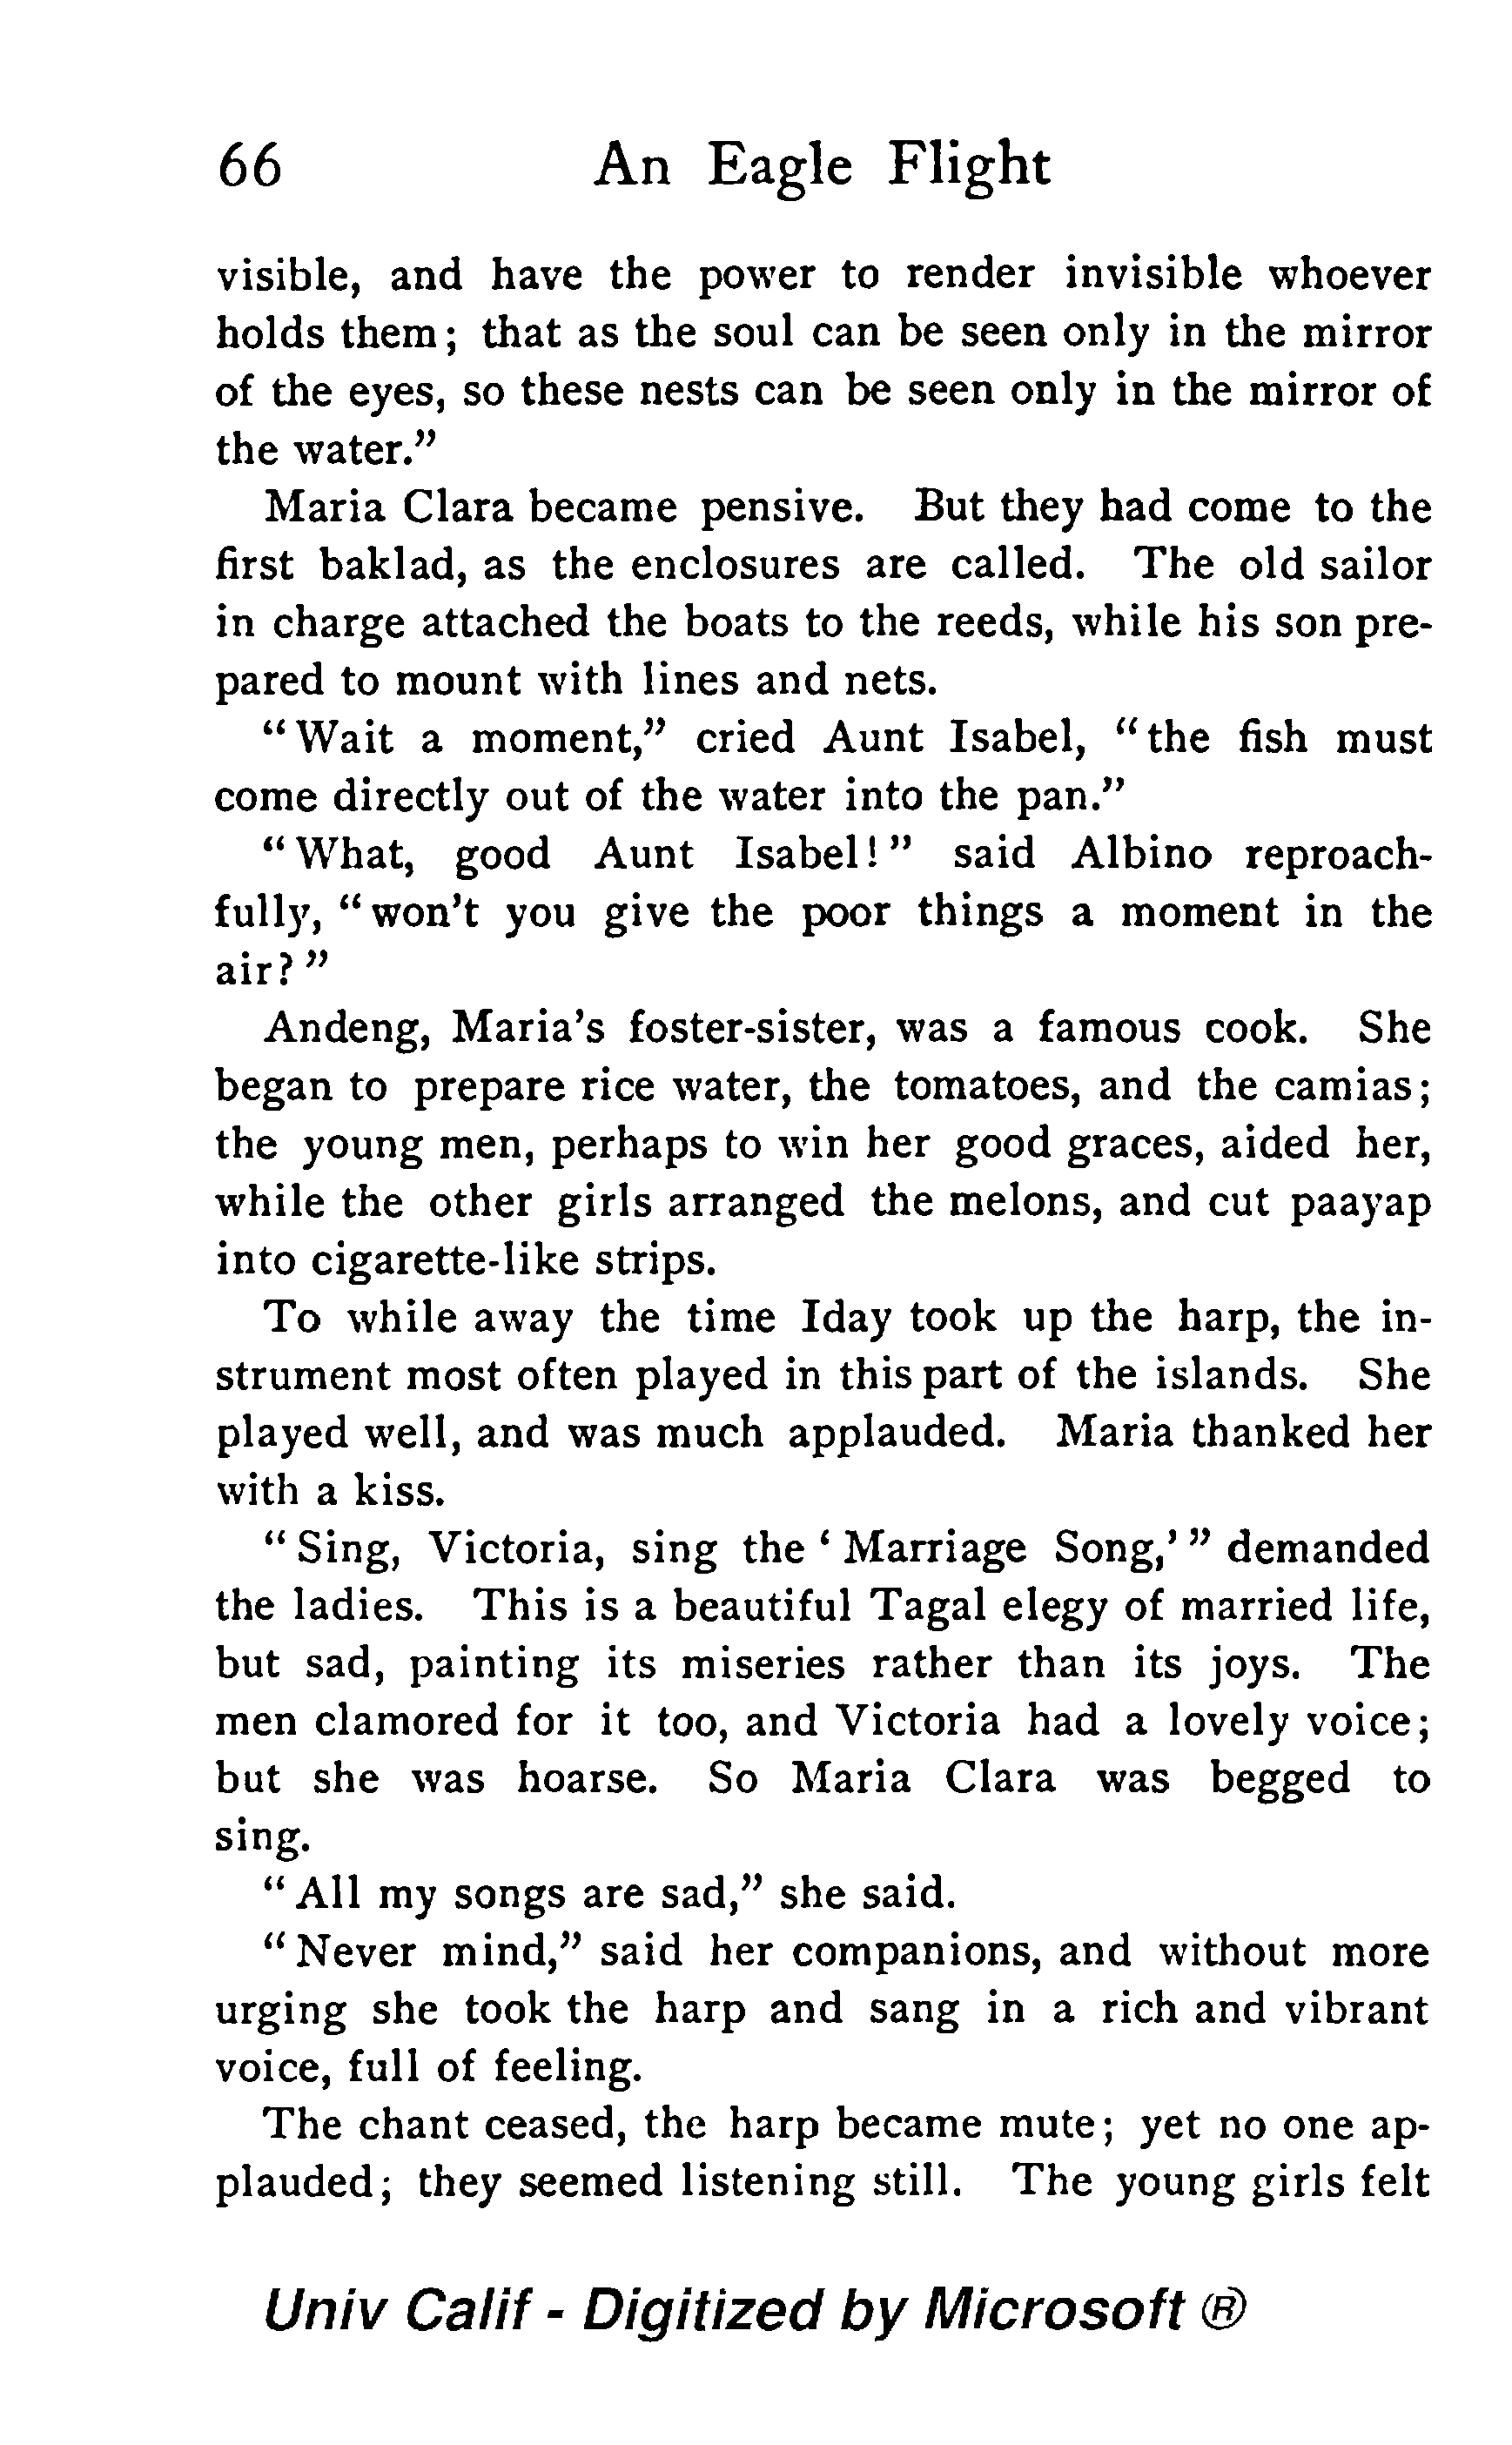 66 An Eagle Flight
visible, and have the power to render invisible whoever
holds them; that as the soul can be seen only in the mirror
of the eyes, so these nests can be seen only in the mirror of
the water."
Maria Clara became pensive. But they had come to the
first baklad, as the enclosures are called. The old sailor
in charge attached the boats to the reeds, while his son pre-
pared to mount with lines and nets.
"Wait a moment," cried Aunt Isabel, "the fish must
come directly out of the water into the pan."
"What, good Aunt Isabel!" said Albino reproach-
fully, "won't you give the poor things a moment in the
air?"
Andeng, Maria's foster-sister, was a famous cook. She
began to prepare rice water, the tomatoes, and the camias;
the young men, perhaps to win her good graces, aided her,
while the other girls arranged the melons, and cut paayap
into cigarette-like strips.
To while away the time Iday took up the harp, the in-
strument most often played in this part of the islands. She
played well, and was much applauded. Maria thanked her
with a kiss.
"Sing, Victoria, sing the 'Marriage Song,'" demanded
the ladies. This is a beautiful Tagal elegy of married life,
but sad, painting its miseries rather than its joys. The
men clamored for it too, and Victoria had a lovely voice;
but she was hoarse. So Maria Clara was begged to
sing.
"All my songs are sad," she said.
"Never mind," said her companions, and without more
urging she took the harp and sang in a rich and vibrant
voice, full of feeling.
The chant ceased, the harp became mute; yet no one ap-
plauded; they seemed listening still. The young girls felt
Univ Calif - Digitized by Microsoft ®